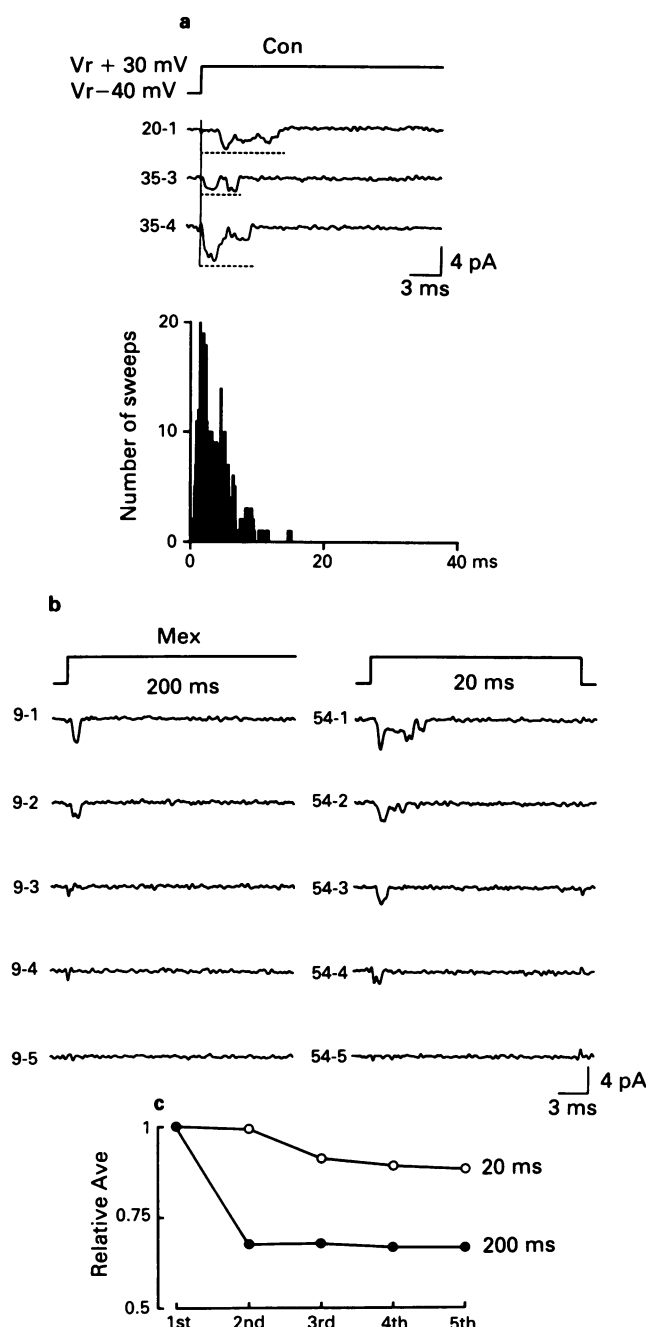 a
Con
Vr + 30 mV
Vr−40 mV
20-1
35-3
35-4
4 pA
3 ms
Number of sweeps
20
10
0
0 20 40 ms
b
Mex
200 ms
20 ms
9-1
54-1
9-2
54-2
9-3
54-3
9-4
54-4
9-5
54-5
4 pA
3 ms
c
Relative Ave
1
0.75
0.5
20 ms
200 ms
1st 2nd 3rd 4th 5th